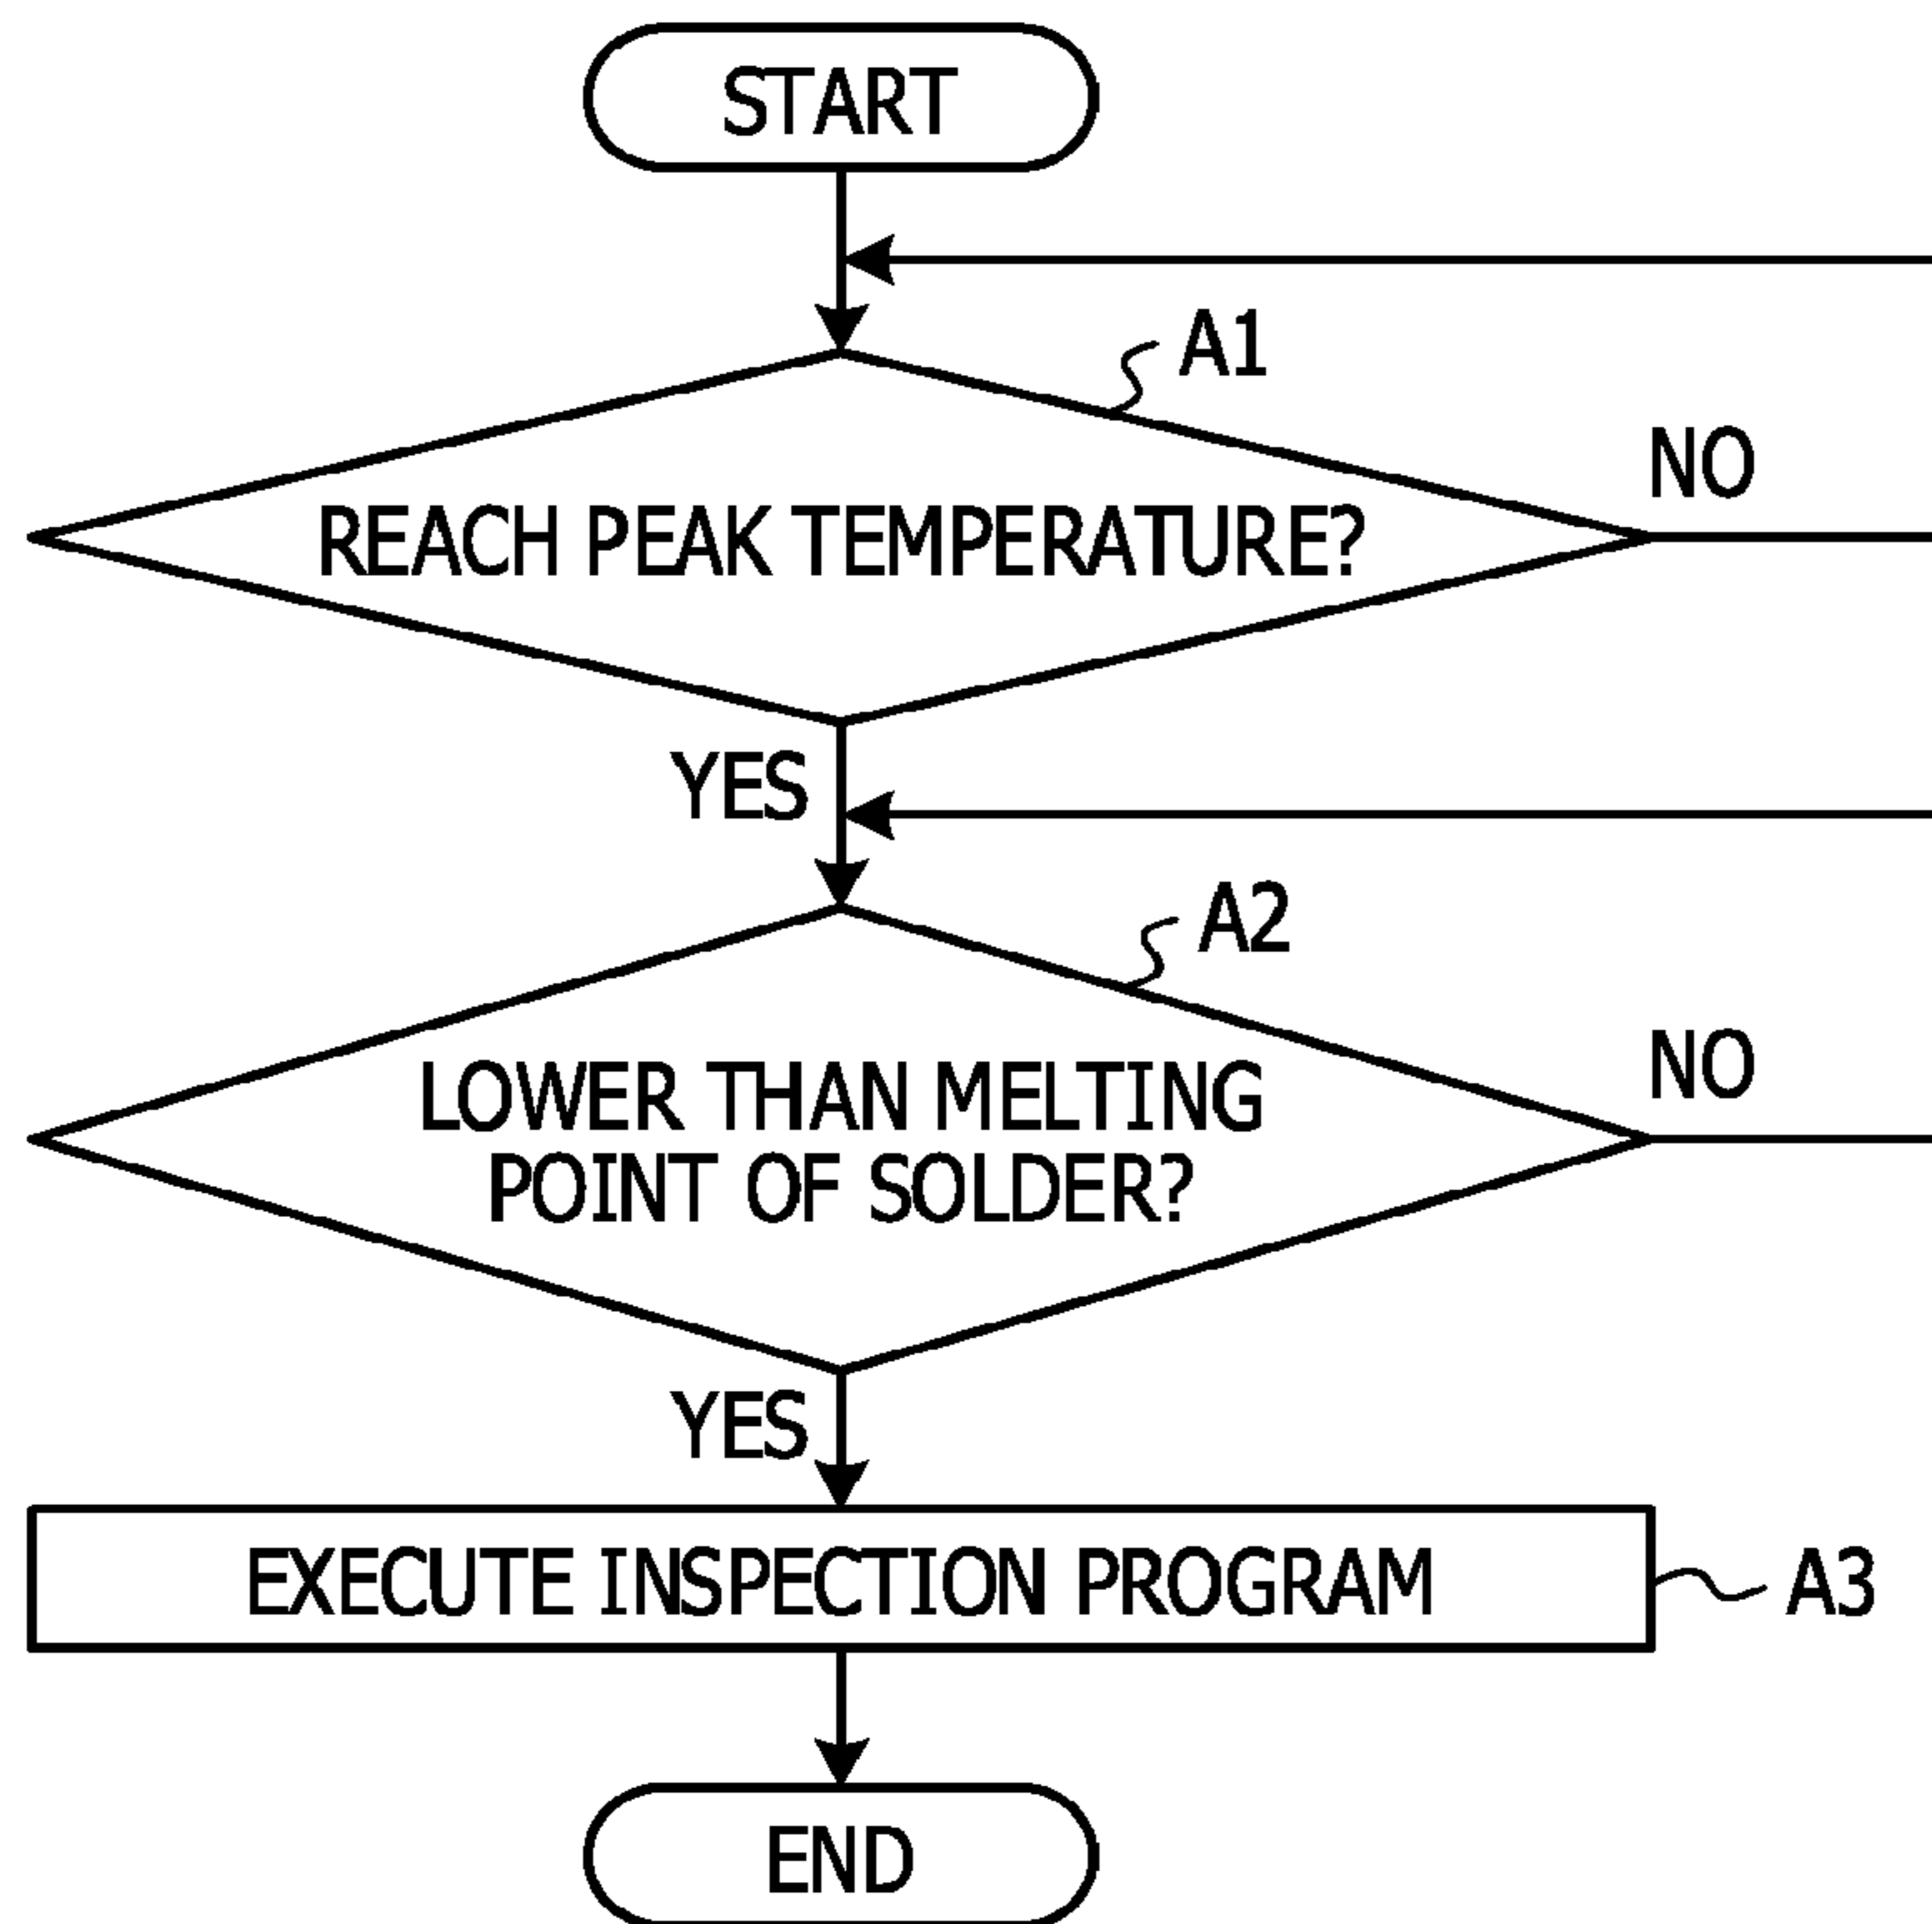 START
A1
NO
REACH PEAK TEMPERATURE?
YES
A2
NO
LOWER THAN MELTING
POINT OF SOLDER?
YES
EXECUTE INSPECTION PROGRAM
A3
END